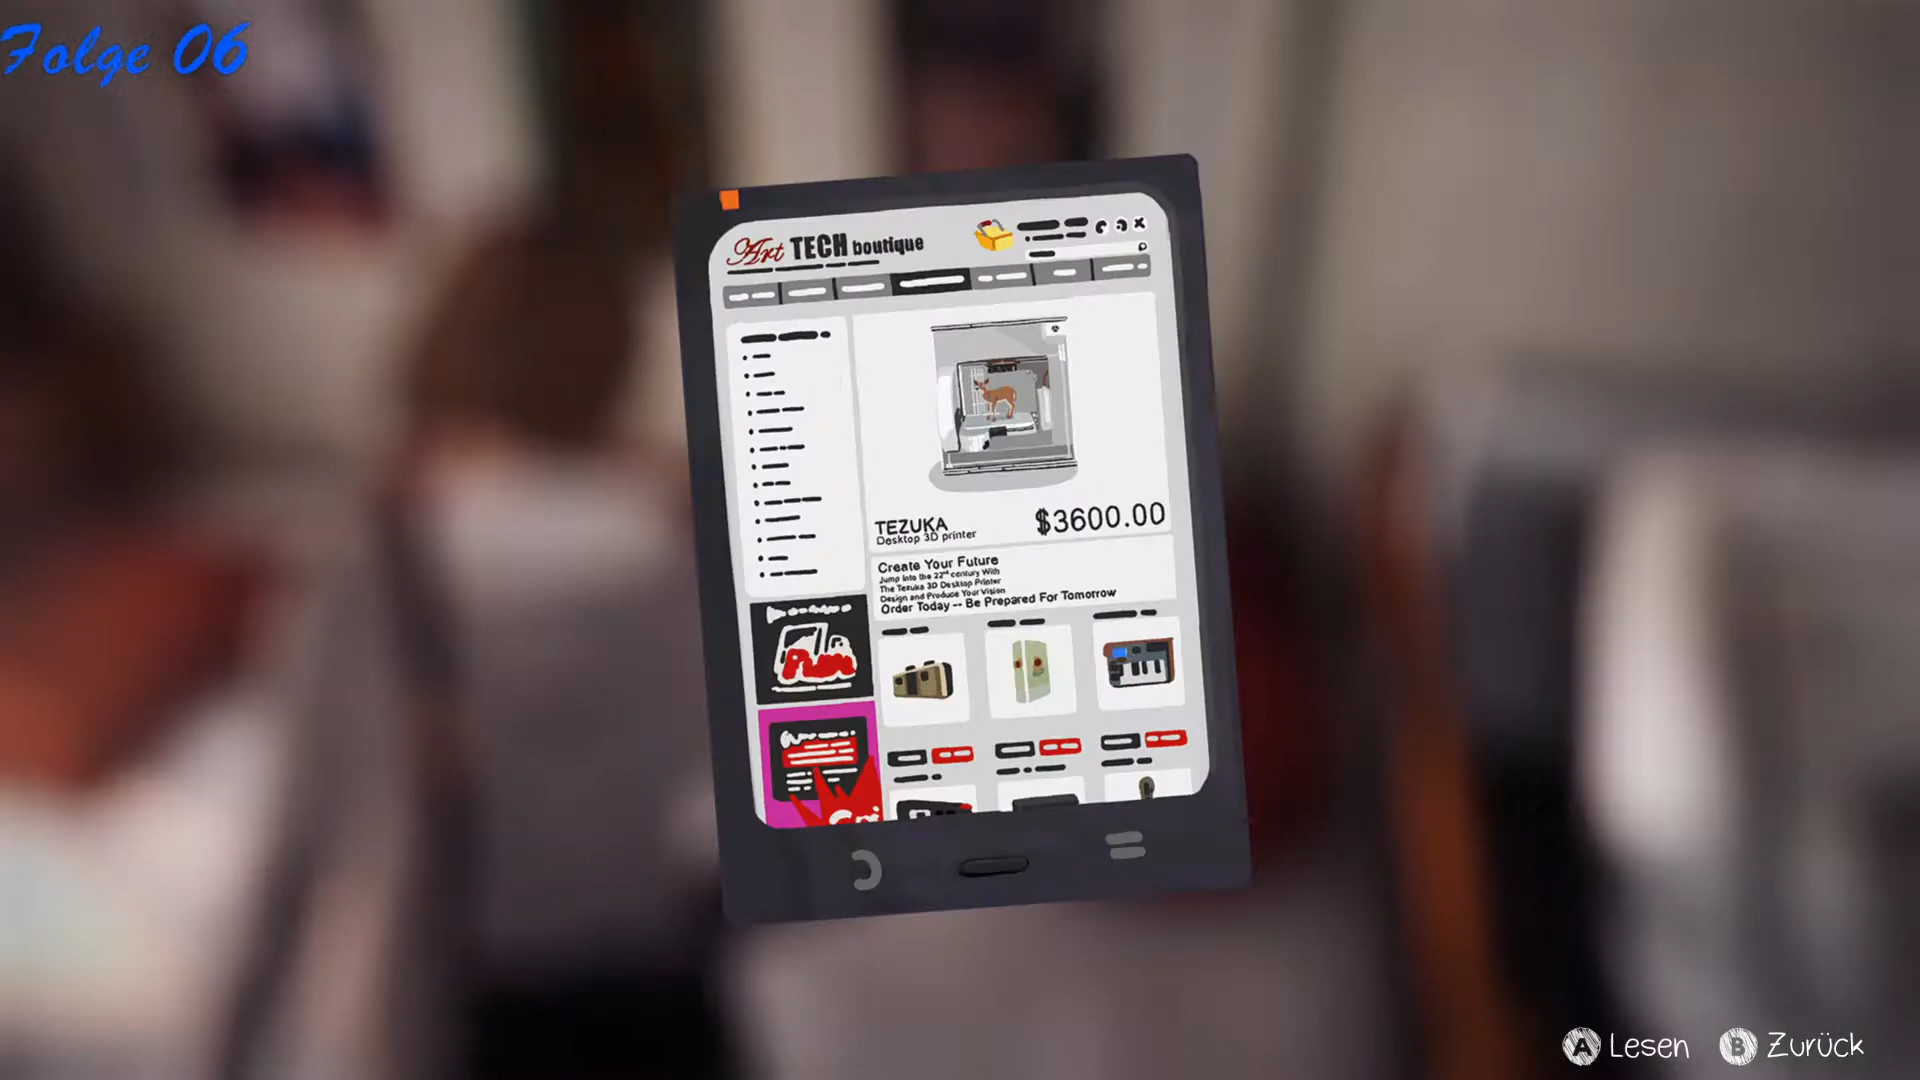 Folge 06
Art TECH boutique
TEZUKA
Desktop 3D printer
$3600.00
Create Your Future
Jump into the 22nd century With
The Tezuka 3D Desktop Printer
Design and Produce Your Vision
Order Today -- Be Prepared For Tomorrow
A Lesen B Zurück